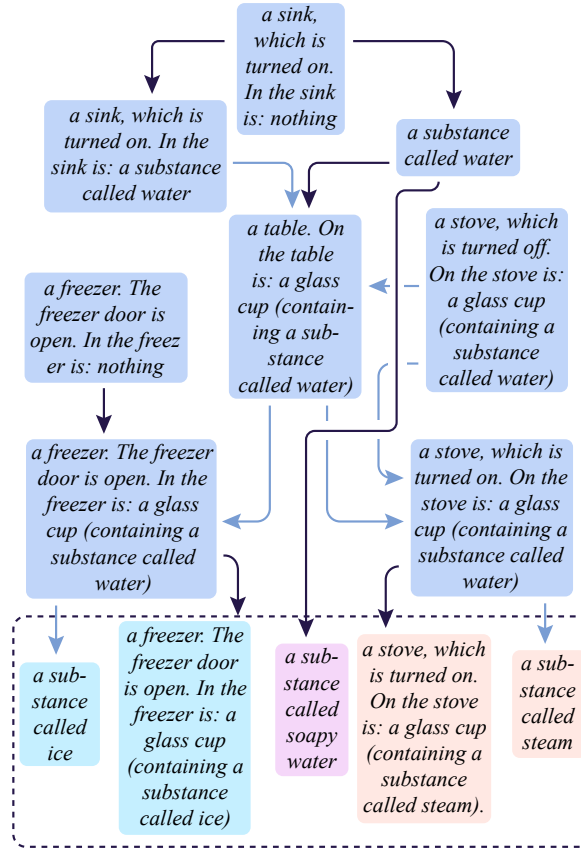 a sink,
which is
turned on.
In the sink
is: nothing
a sink, which is
turned on. In the
sink is: a substance
called water
a substance
called water
a table. On
the table
is: a glass
cup (contain-
ing a sub-
stance
called water)
a stove, which
is turned off.
On the stove is:
a glass cup
(containing a
substance
called water)
a freezer. The
freezer door is
open. In the freez
er is: nothing
a freezer. The freezer
door is open. In the
freezer is: a glass
cup (containing a
substance called
water)
a stove, which is
turned on. On the
stove is: a glass
cup (containing a
substance called
water)
a sub-
stance
called
ice
a freezer. The
freezer door
is open. In the
freezer is: a
glass cup
(containing a
substance
called ice)
a sub-
stance
called
soapy
water
a stove, which
is turned on.
On the stove
is: a glass cup
(containing a
substance
called steam).
a sub-
stance
called
steam